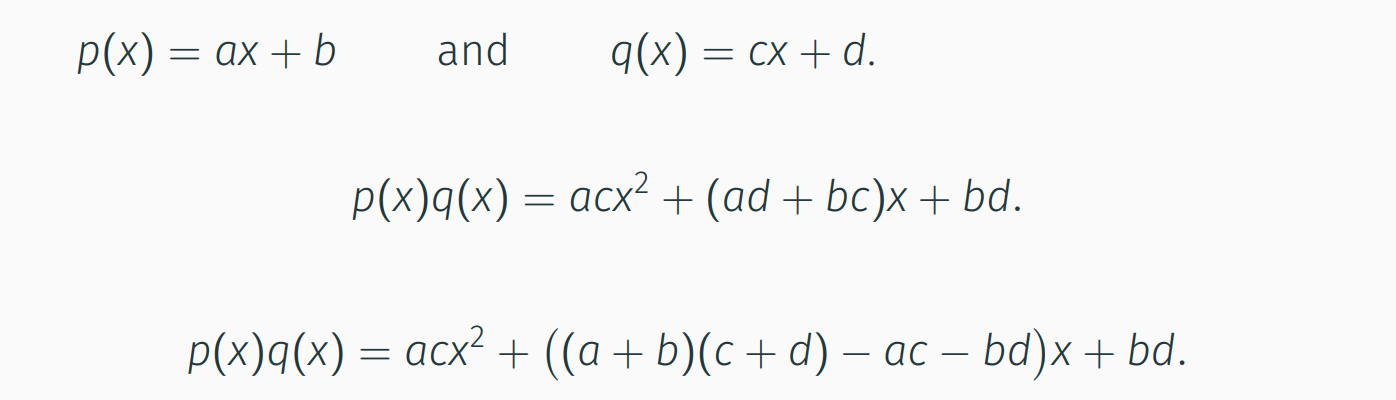 p(x) = ax + b and q(x) = cx + d.
p(x)q(x) = acx² + (ad + bc)x + bd.
p(x)q(x) = acx² + ((a + b)(c + d) − ac − bd)x + bd.